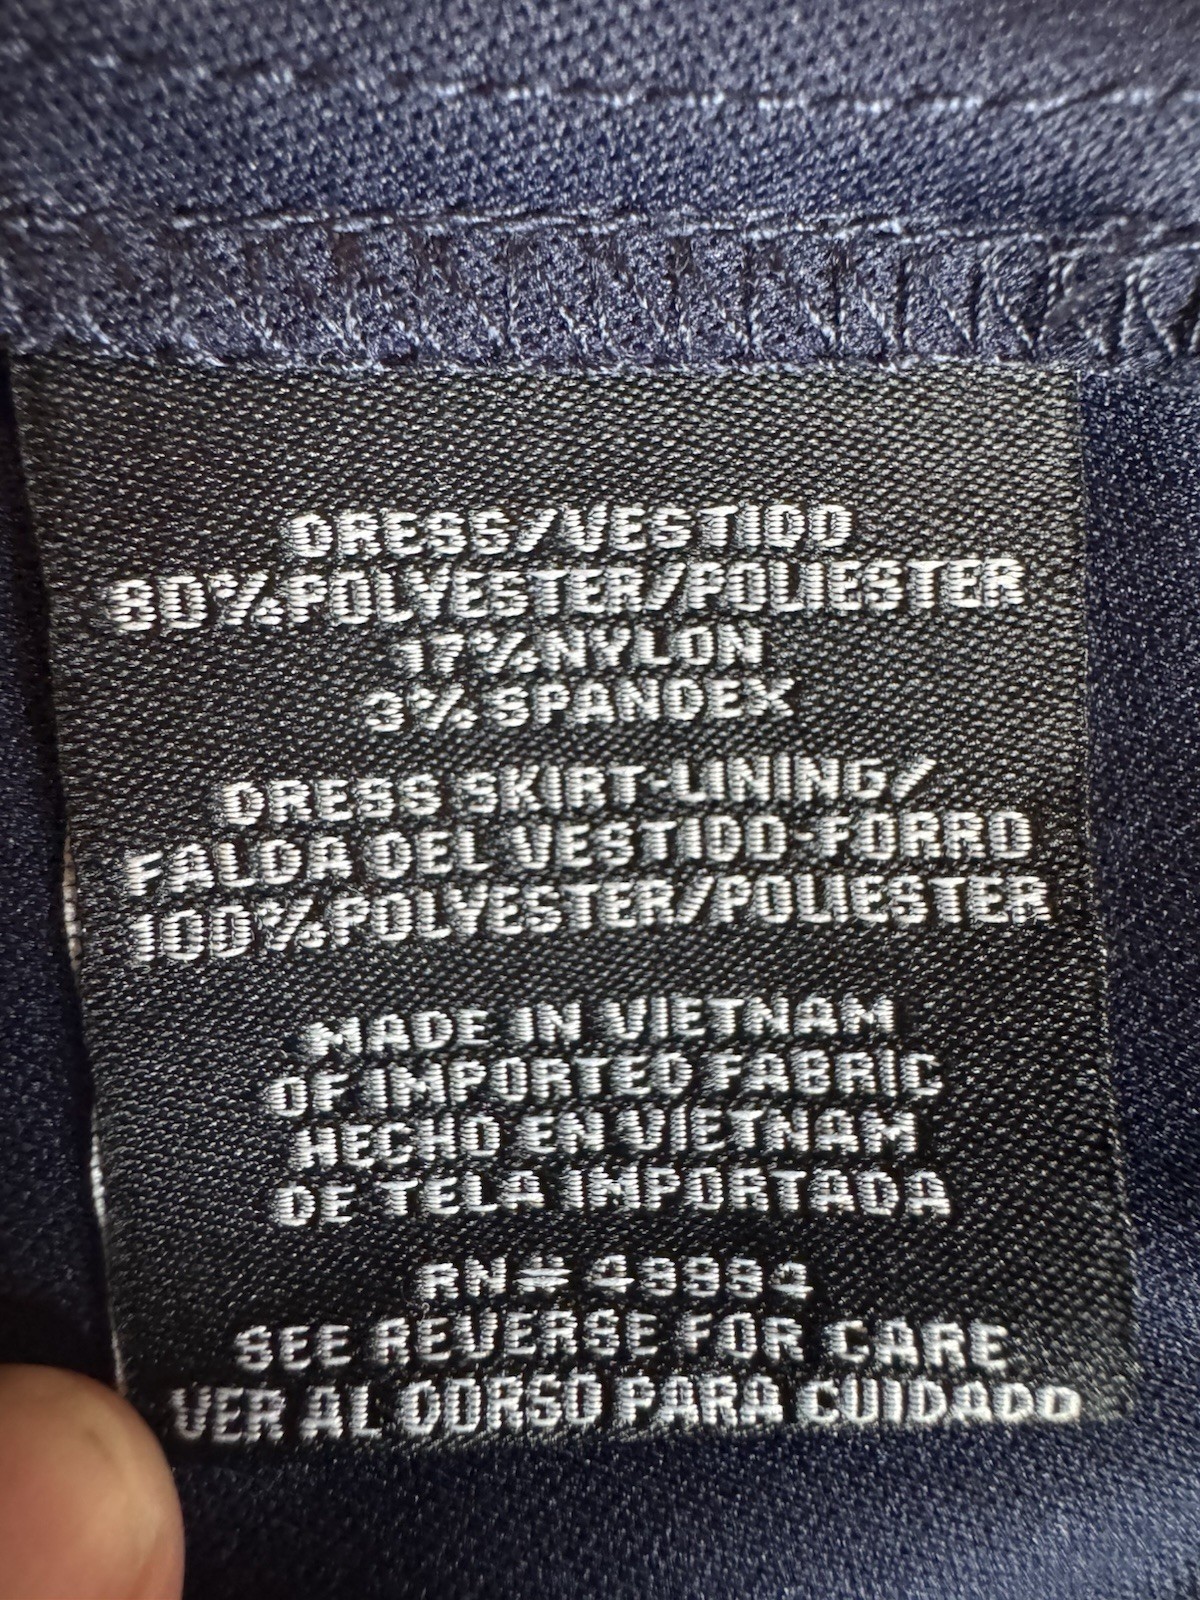 DRESS/VESTIDO
80%POLYESTER/POLIESTER
17%NYLON
3% SPANDEX
DRESS SKIRT-LINING/
FALDA DEL VESTIDO-FORRO
100%POLYESTER/POLIESTER
MADE IN VIETNAM
OF IMPORTED FABRIC
HECHO EN VIETNAM
DE TELA IMPORTADA
RN#
SEE REVERSE FOR CARE
VER AL DORSO PARA CUIDADO